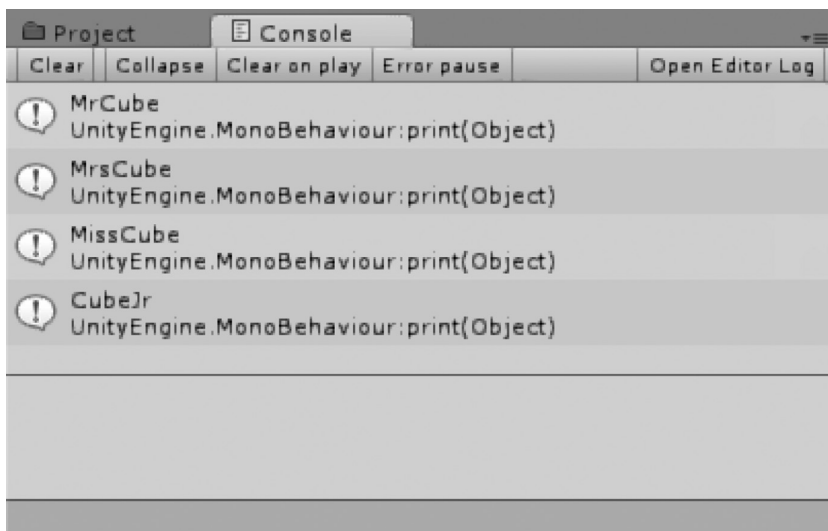 Project Console
Clear Collapse Clear on play Error pause Open Editor Log
MrCube
UnityEngine.MonoBehaviour:print(Object)
MrsCube
UnityEngine.MonoBehaviour:print(Object)
MissCube
UnityEngine.MonoBehaviour:print(Object)
CubeJr
UnityEngine.MonoBehaviour:print(Object)